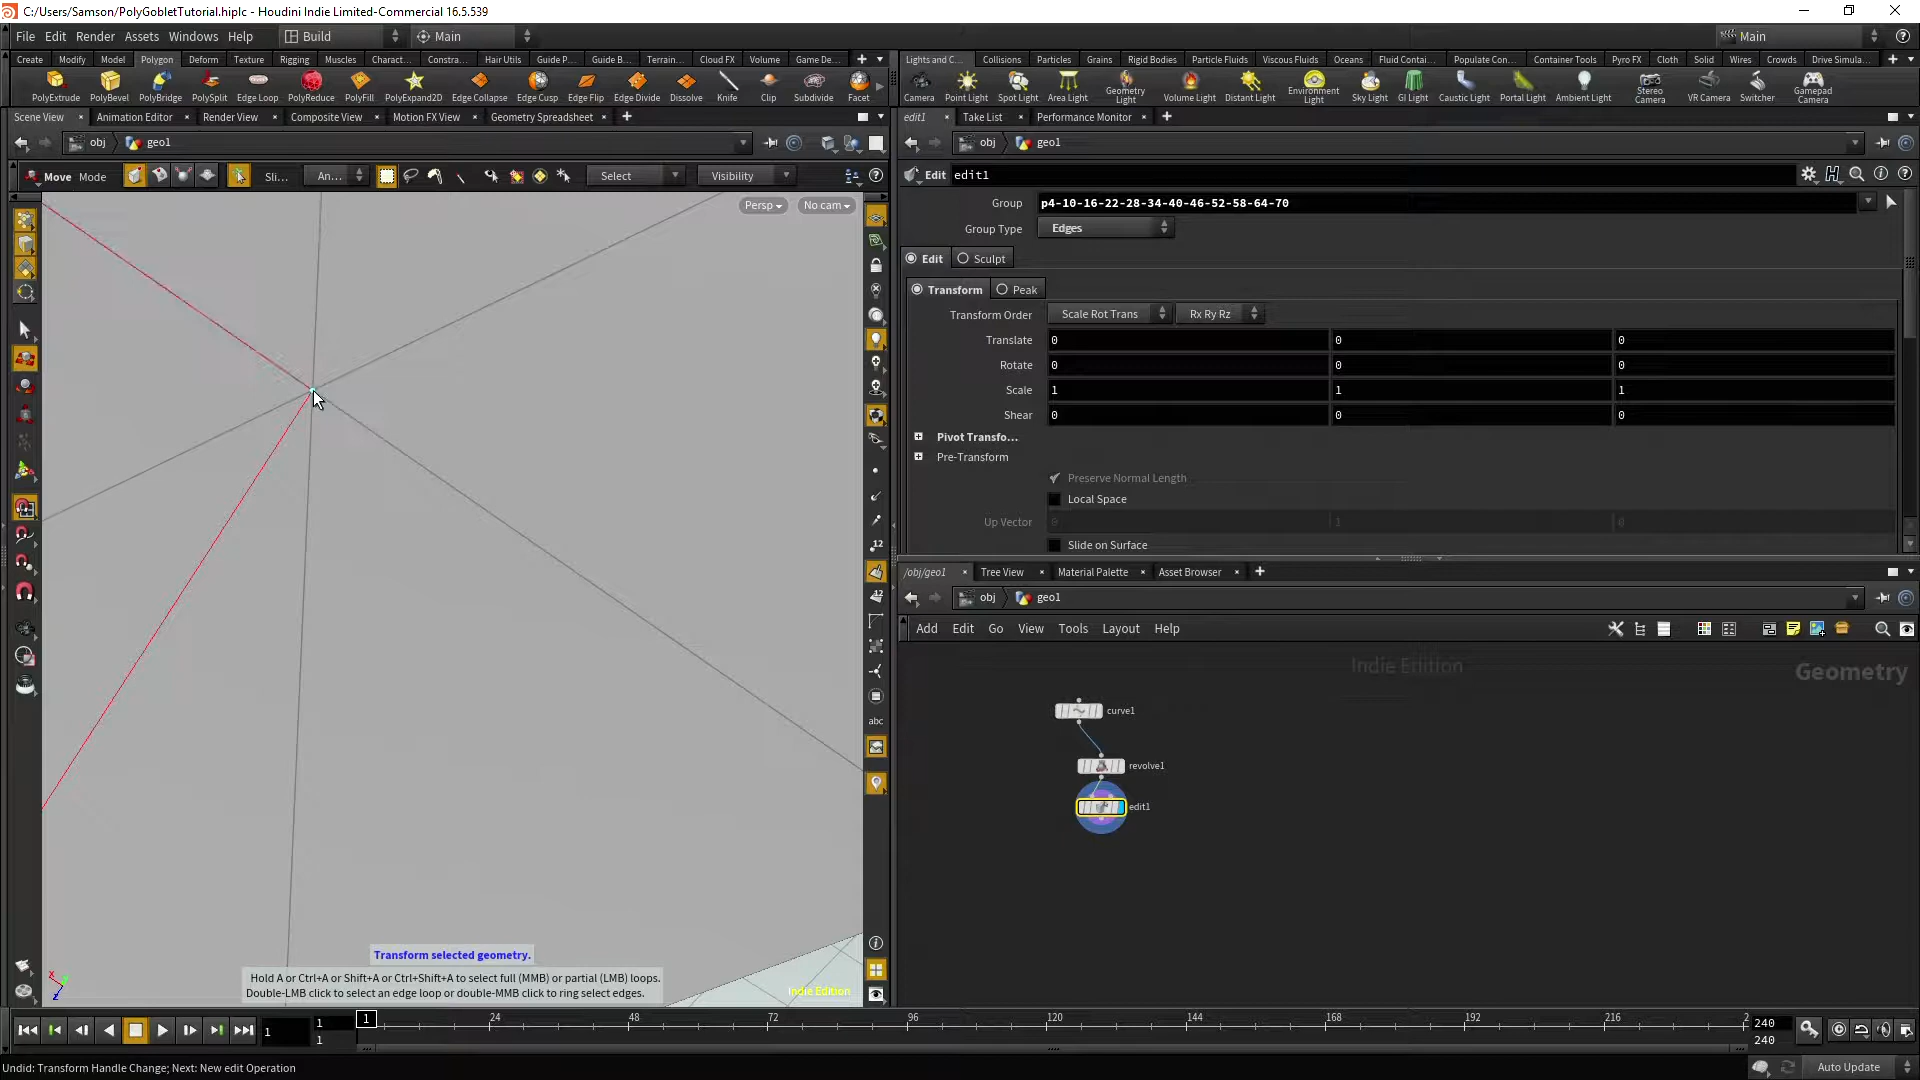 C:/Users/Samson/PolyGobletTutorial.hiplc - Houdini Indie Limited-Commercial 16.5.539
File Edit Render Assets Windows Help Build Main Main
Create Modify Model Polygon Deform Texture Rigging Muscles Charact... Constra... Hair Utils Guide P... Guide B... Terrain... Cloud FX Volume Game De...
Lights and C... Collisions Particles Grains Rigid Bodies Particle Fluids Viscous Fluids Oceans Fluid Contai... Populate Con... Container Tools Pyro FX Cloth Solid Wires Crowds Drive Simula...
PolyExtrude PolyBevel PolyBridge PolySplit Edge Loop PolyReduce PolyFill PolyExpand2D Edge Collapse Edge Cusp Edge Flip Edge Divide Dissolve Knife Clip Subdivide Facet
Camera Point Light Spot Light Area Light Geometry Light Volume Light Distant Light Environment Light Sky Light GI Light Caustic Light Portal Light Ambient Light Stereo Camera VR Camera Switcher Gamepad Camera
Scene View Animation Editor Render View Composite View Motion FX View Geometry Spreadsheet
edit1 Take List Performance Monitor
obj geo1
obj geo1
Move Mode Sli... An... Select Visibility
Edit edit1
Persp No cam
Group p4-10-16-22-28-34-40-46-52-58-64-70
Group Type Edges
Edit Sculpt
Transform Peak
Transform Order Scale Rot Trans Rx Ry Rz
Translate 0 0 0
Rotate 0 0 0
Scale 1 1 1
Shear 0 0 0
Pivot Transfo...
Pre-Transform
Preserve Normal Length
Local Space
Up Vector 0 1 0
Slide on Surface
12
12
abc
/obj/geo1 Tree View Material Palette Asset Browser
obj geo1
Add Edit Go View Tools Layout Help
Indie Edition
Geometry
curve1
revolve1
edit1
Transform selected geometry.
Hold A or Ctrl+A or Shift+A or Ctrl+Shift+A to select full (MMB) or partial (LMB) loops.
Double-LMB click to select an edge loop or double-MMB click to ring select edges.
Indie Edition
1 1 1 1 24 48 72 96 120 144 168 192 216 2 240 240
Undid: Transform Handle Change; Next: New edit Operation
Auto Update